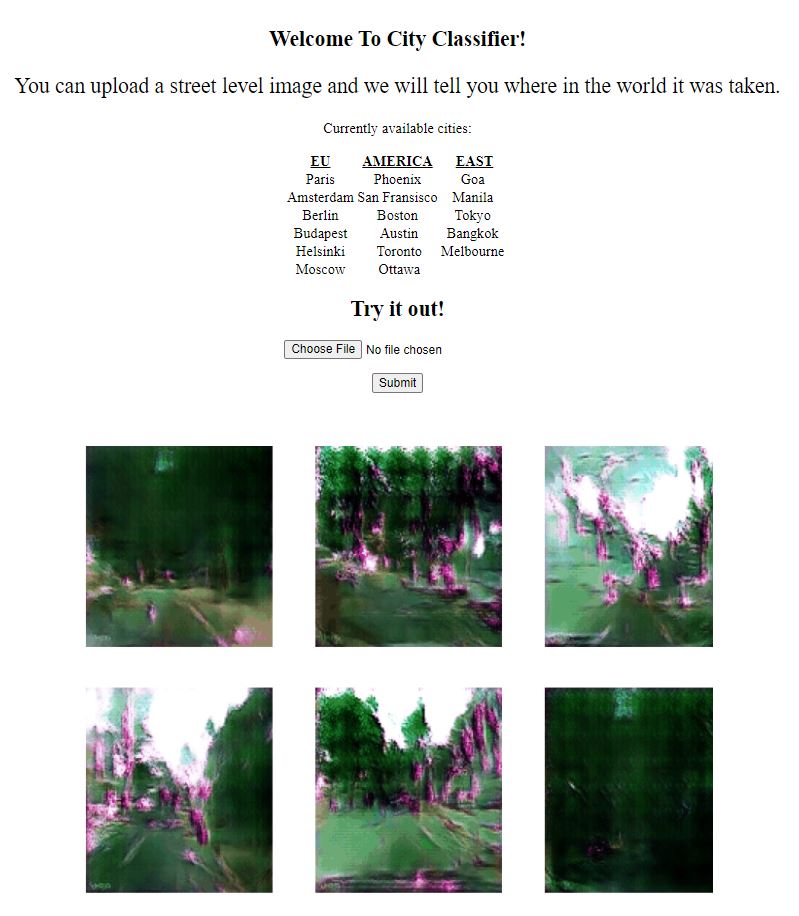 Welcome To City Classifier!
You can upload a street level image and we will tell you where in the world it was taken.
Currently available cities:
EU AMERICA EAST
Paris Phoenix Goa
Amsterdam San Fransisco Manila
Berlin Boston Tokyo
Budapest Austin Bangkok
Helsinki Toronto Melbourne
Moscow Ottawa
Try it out!
Choose File No file chosen
Submit